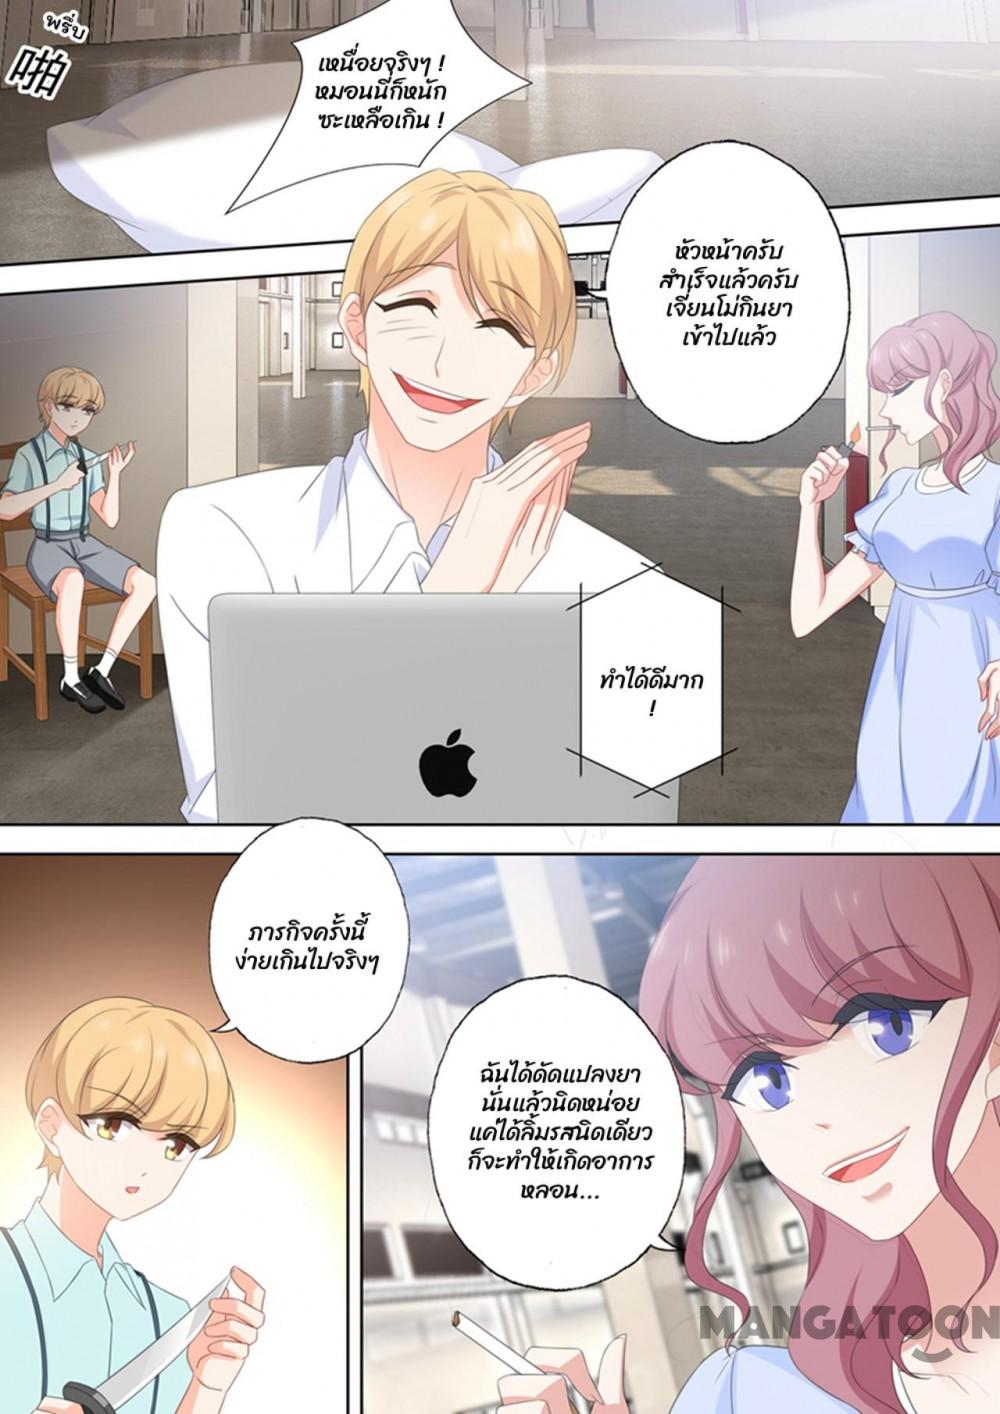 พรึ่บ
啪
เหนื่อยจริงๆ !
หมอนนี่ก็หนัก
ซะเหลือเกิน !
หัวหน้าครับ
สำเร็จแล้วครับ
เจี่ยนโม่กินยา
เข้าไปแล้ว
ทำได้ดีมาก
!
ภารกิจครั้งนี้
ง่ายเกินไปจริงๆ
ฉันได้ดัดแปลงยา
นั่นแล้วนิดหน่อย
แค่ได้ลิ้มรสนิดเดียว
ก็จะทำให้เกิดอาการ
หลอน...
MANGATOON